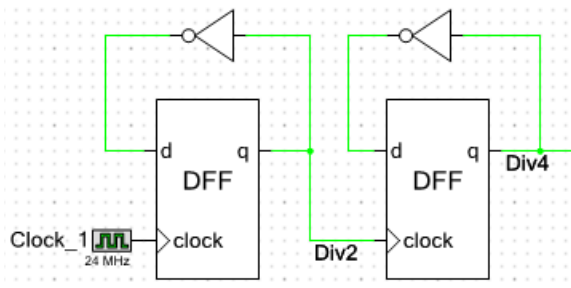 d q
DFF
clock
Clock_1
24 MHz
Div2
d q
DFF
clock
Div4